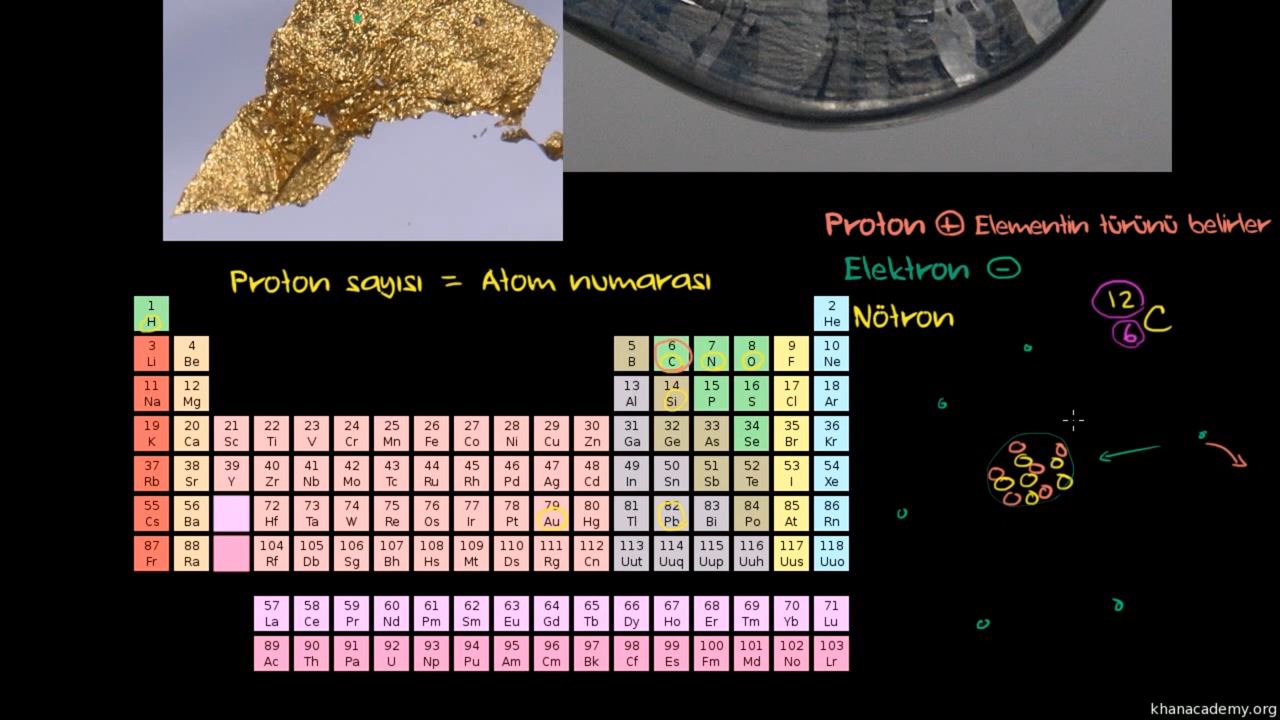 Proton + Elementin türünü belirler
Elektron −
Proton sayısı = Atom numarası
Nötron
12
6 C
1 2
H He
3 4 5 6 7 8 9 10
Li Be B C N O F Ne
11 12 13 14 15 16 17 18
Na Mg Al Si P S Cl Ar
19 20 21 22 23 24 25 26 27 28 29 30 31 32 33 34 35 36
K Ca Sc Ti V Cr Mn Fe Co Ni Cu Zn Ga Ge As Se Br Kr
37 38 39 40 41 42 43 44 45 46 47 48 49 50 51 52 53 54
Rb Sr Y Zr Nb Mo Tc Ru Rh Pd Ag Cd In Sn Sb Te I Xe
55 56 72 73 74 75 76 77 78 79 80 81 82 83 84 85 86
Cs Ba Hf Ta W Re Os Ir Pt Au Hg Tl Pb Bi Po At Rn
87 88 104 105 106 107 108 109 110 111 112 113 114 115 116 117 118
Fr Ra Rf Db Sg Bh Hs Mt Ds Rg Cn Uut Uuq Uup Uuh Uus Uuo
57 58 59 60 61 62 63 64 65 66 67 68 69 70 71
La Ce Pr Nd Pm Sm Eu Gd Tb Dy Ho Er Tm Yb Lu
89 90 91 92 93 94 95 96 97 98 99 100 101 102 103
Ac Th Pa U Np Pu Am Cm Bk Cf Es Fm Md No Lr
khanacademy.org